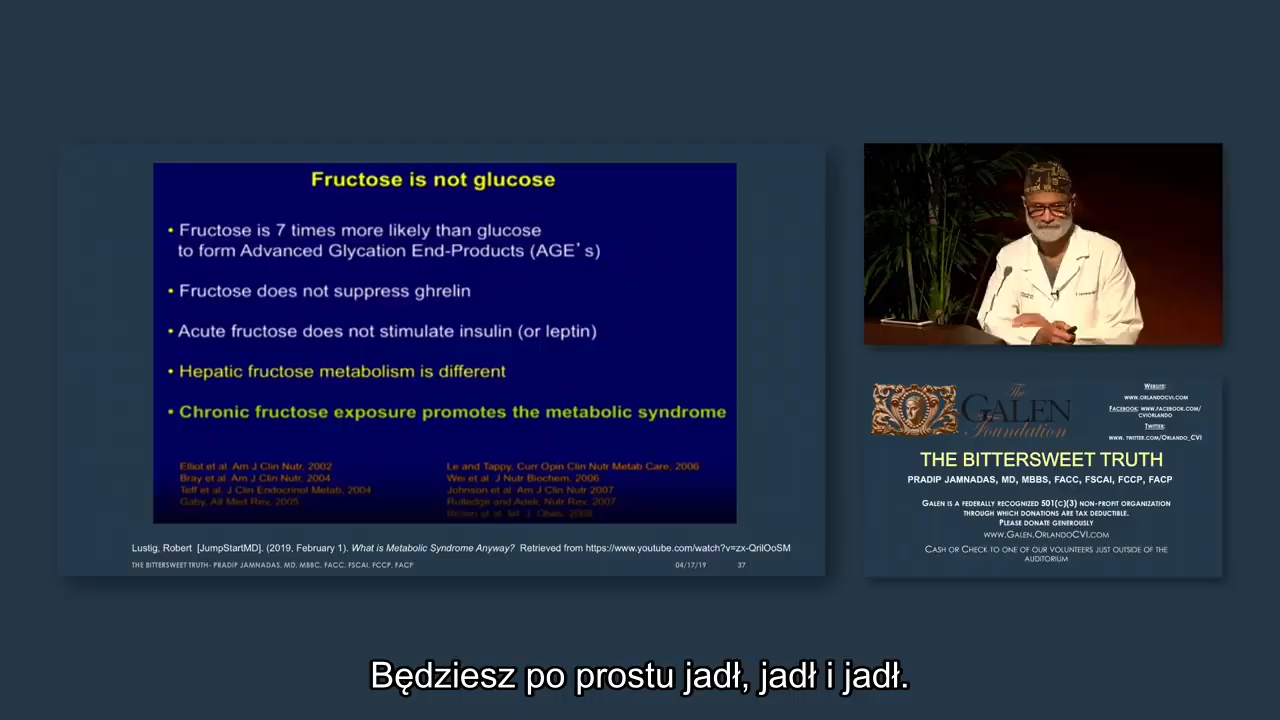 Fructose is not glucose
• Fructose is 7 times more likely than glucose
to form Advanced Glycation End-Products (AGE's)
• Fructose does not suppress ghrelin
• Acute fructose does not stimulate insulin (or leptin)
• Hepatic fructose metabolism is different
• Chronic fructose exposure promotes the metabolic syndrome
Elliot et al. Am J Clin Nutr, 2002
Bray et al. Am J Clin Nutr, 2004
Teff et al. J Clin Endocrinol Metab, 2004
Gaby, Alt Med Rev, 2005
Le and Tappy, Curr Opin Clin Nutr Metab Care, 2006
Wei et al. J Nutr Biochem, 2006
Johnson et al. Am J Clin Nutr 2007
Rutledge and Adeli, Nutr Rev, 2007
Lustig, Robert [JumpStartMD]. (2019, February 1). What is Metabolic Syndrome Anyway? Retrieved from https://www.youtube.com/watch?v=zx-QrilOoSM
THE BITTERSWEET TRUTH- PRADIP JAMNADAS, MD, MBBC, FACC, FSCAI, FCCP, FACP
04/17/19
37
The
GALEN
Foundation
WEBSITE:
WWW.ORLANDOCVI.COM
FACEBOOK: WWW.FACEBOOK.COM/
CVIORLANDO
TWITTER:
WWW. TWITTER.COM/ORLANDO_CVI
THE BITTERSWEET TRUTH
PRADIP JAMNADAS, MD, MBBS, FACC, FSCAI, FCCP, FACP
GALEN IS A FEDERALLY RECOGNIZED 501(C)(3) NON-PROFIT ORGANIZATION
THROUGH WHICH DONATIONS ARE TAX DEDUCTIBLE.
PLEASE DONATE GENEROUSLY
WWW.GALEN.ORLANDOCVI.COM
CASH OR CHECK TO ONE OF OUR VOLUNTEERS JUST OUTSIDE OF THE
AUDITORIUM
Będziesz po prostu jadł, jadł i jadł.